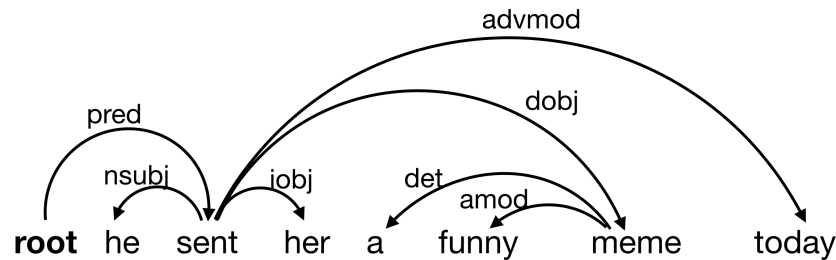 advmod
dobj
pred
nsubj iobj det
amod
root he sent her a funny meme today